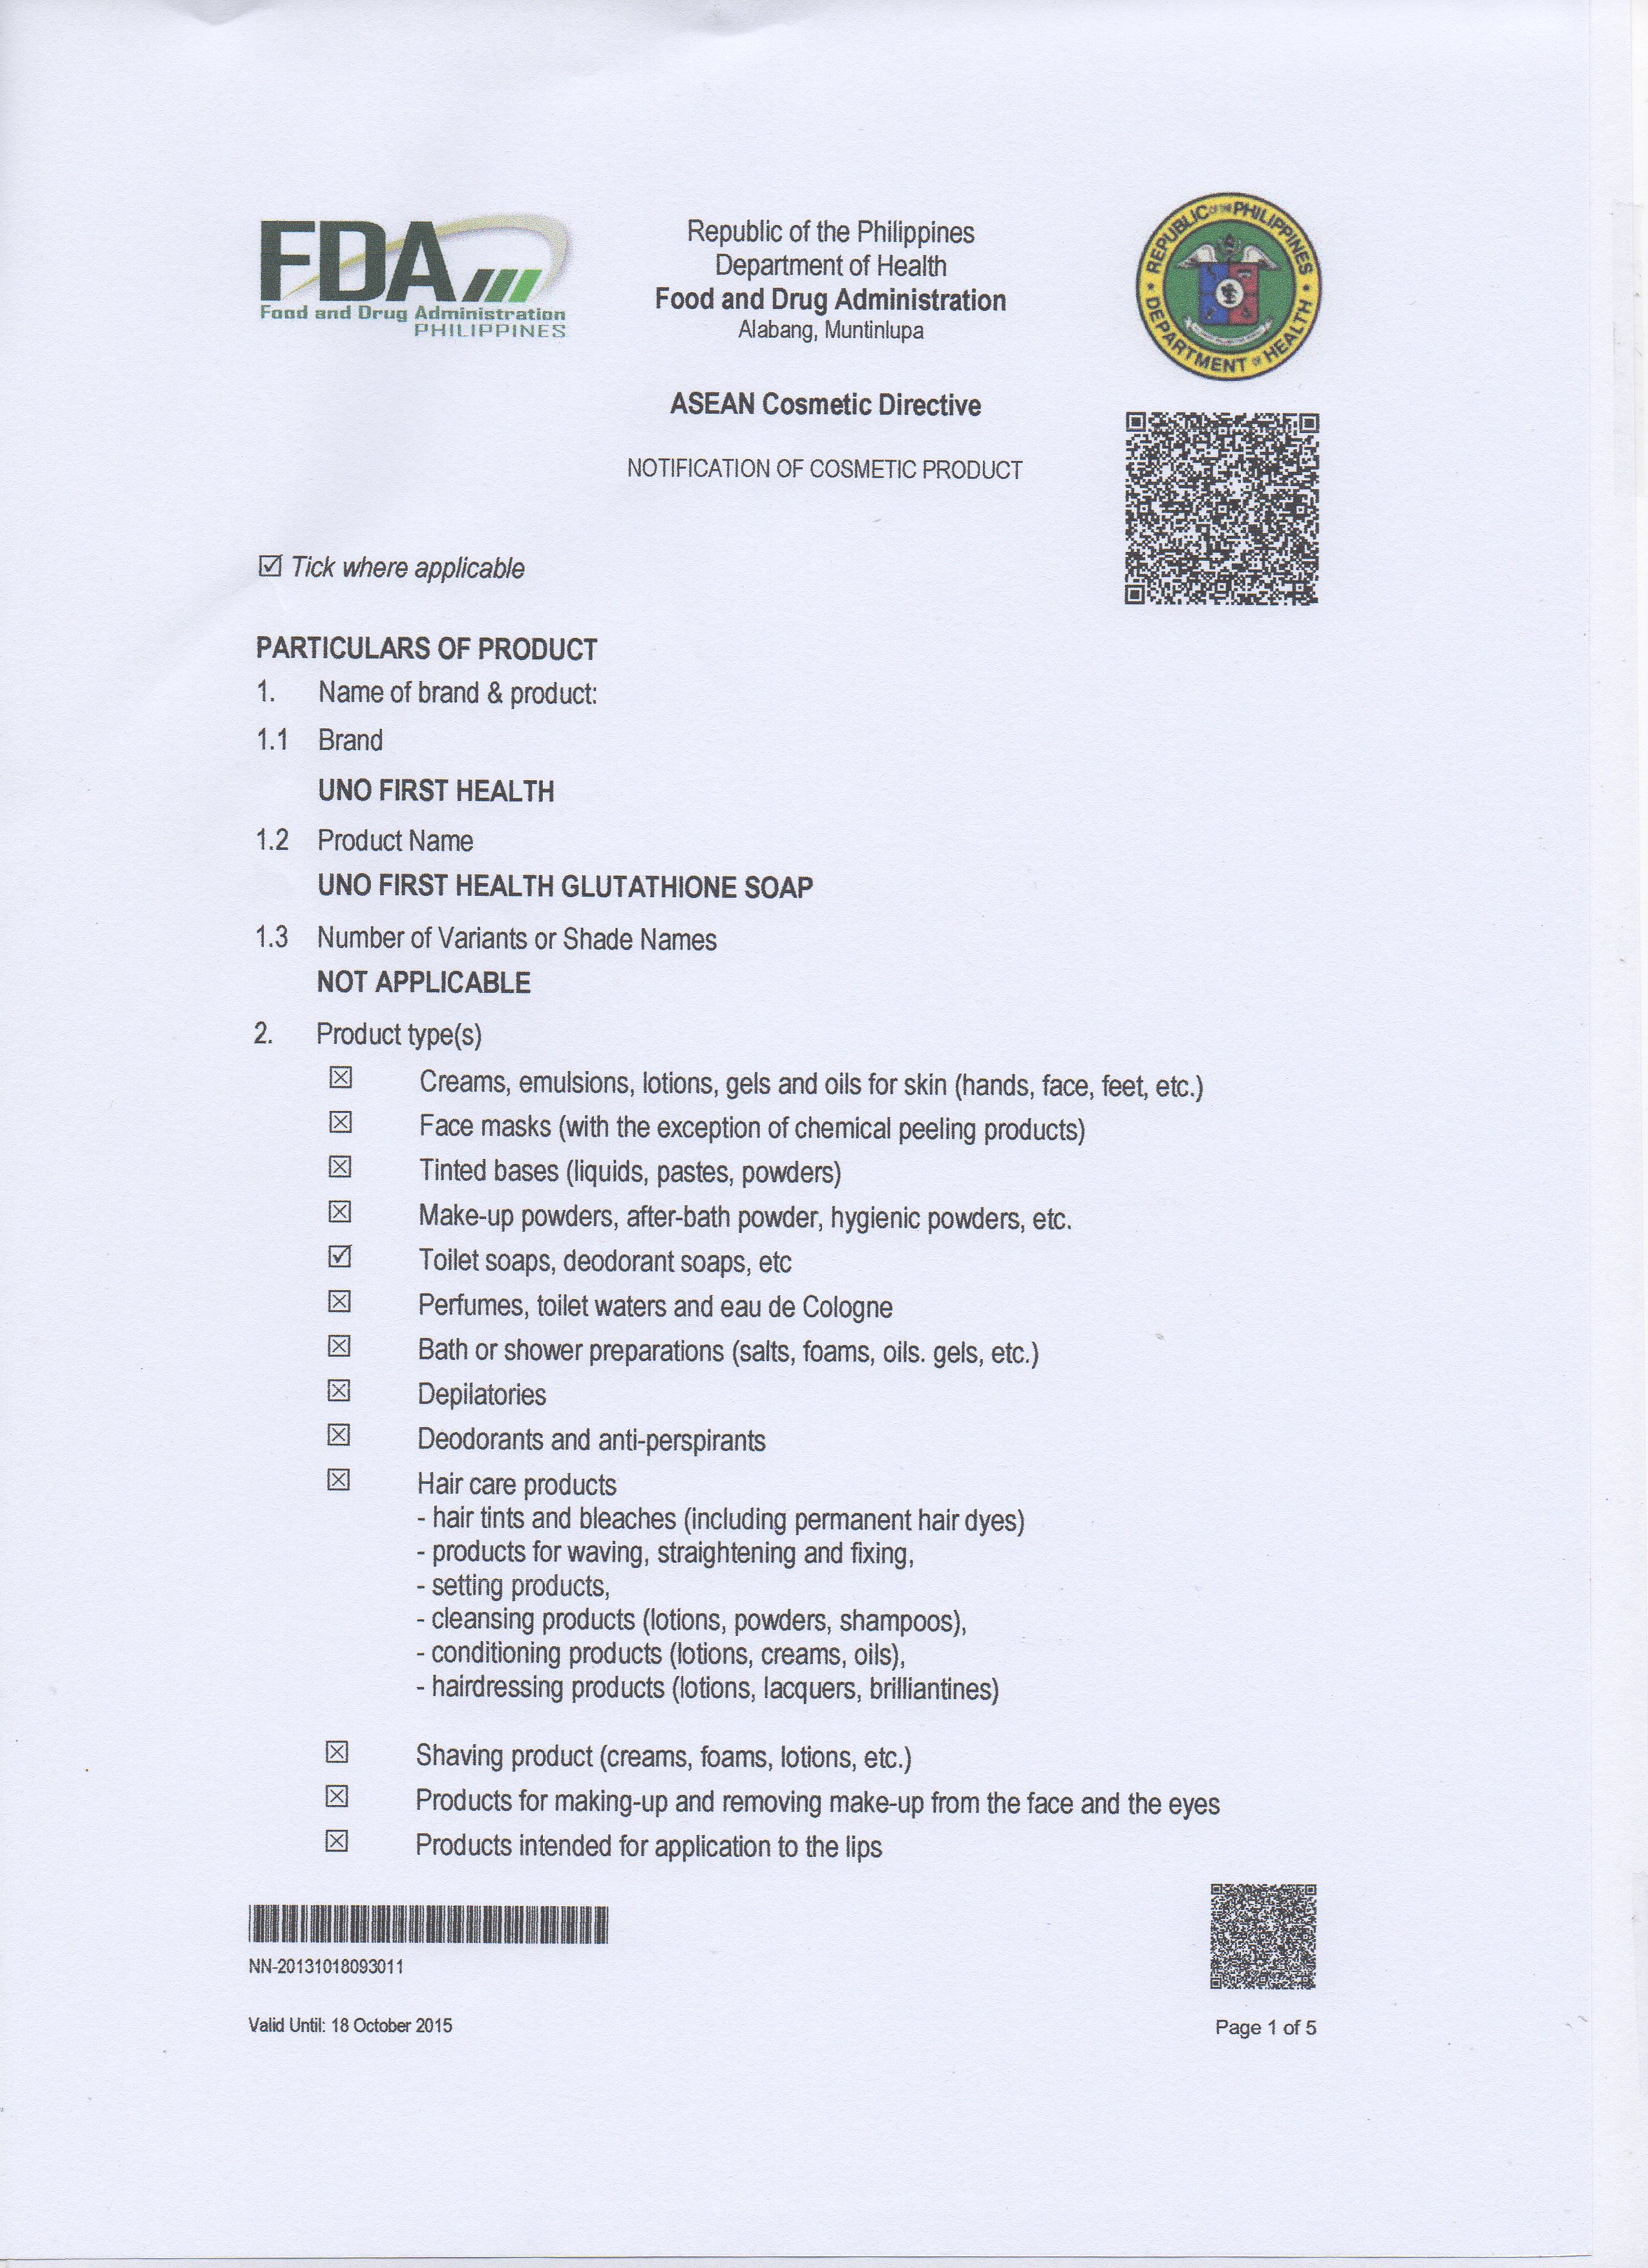 FDA
Food and Drug Administration
PHILIPPINES
Republic of the Philippines
Department of Health
Food and Drug Administration
Alabang, Muntinlupa
REPUBLIC OF THE PHILIPPINES
DEPARTMENT OF HEALTH
ASEAN Cosmetic Directive
NOTIFICATION OF COSMETIC PRODUCT
☑ Tick where applicable
PARTICULARS OF PRODUCT
1. Name of brand & product:
1.1 Brand
UNO FIRST HEALTH
1.2 Product Name
UNO FIRST HEALTH GLUTATHIONE SOAP
1.3 Number of Variants or Shade Names
NOT APPLICABLE
2. Product type(s)
☒ Creams, emulsions, lotions, gels and oils for skin (hands, face, feet, etc.)
☒ Face masks (with the exception of chemical peeling products)
☒ Tinted bases (liquids, pastes, powders)
☒ Make-up powders, after-bath powder, hygienic powders, etc.
☑ Toilet soaps, deodorant soaps, etc
☒ Perfumes, toilet waters and eau de Cologne
☒ Bath or shower preparations (salts, foams, oils. gels, etc.)
☒ Depilatories
☒ Deodorants and anti-perspirants
☒ Hair care products
- hair tints and bleaches (including permanent hair dyes)
- products for waving, straightening and fixing,
- setting products,
- cleansing products (lotions, powders, shampoos),
- conditioning products (lotions, creams, oils),
- hairdressing products (lotions, lacquers, brilliantines)
☒ Shaving product (creams, foams, lotions, etc.)
☒ Products for making-up and removing make-up from the face and the eyes
☒ Products intended for application to the lips
NN-20131018093011
Valid Until: 18 October 2015
Page 1 of 5